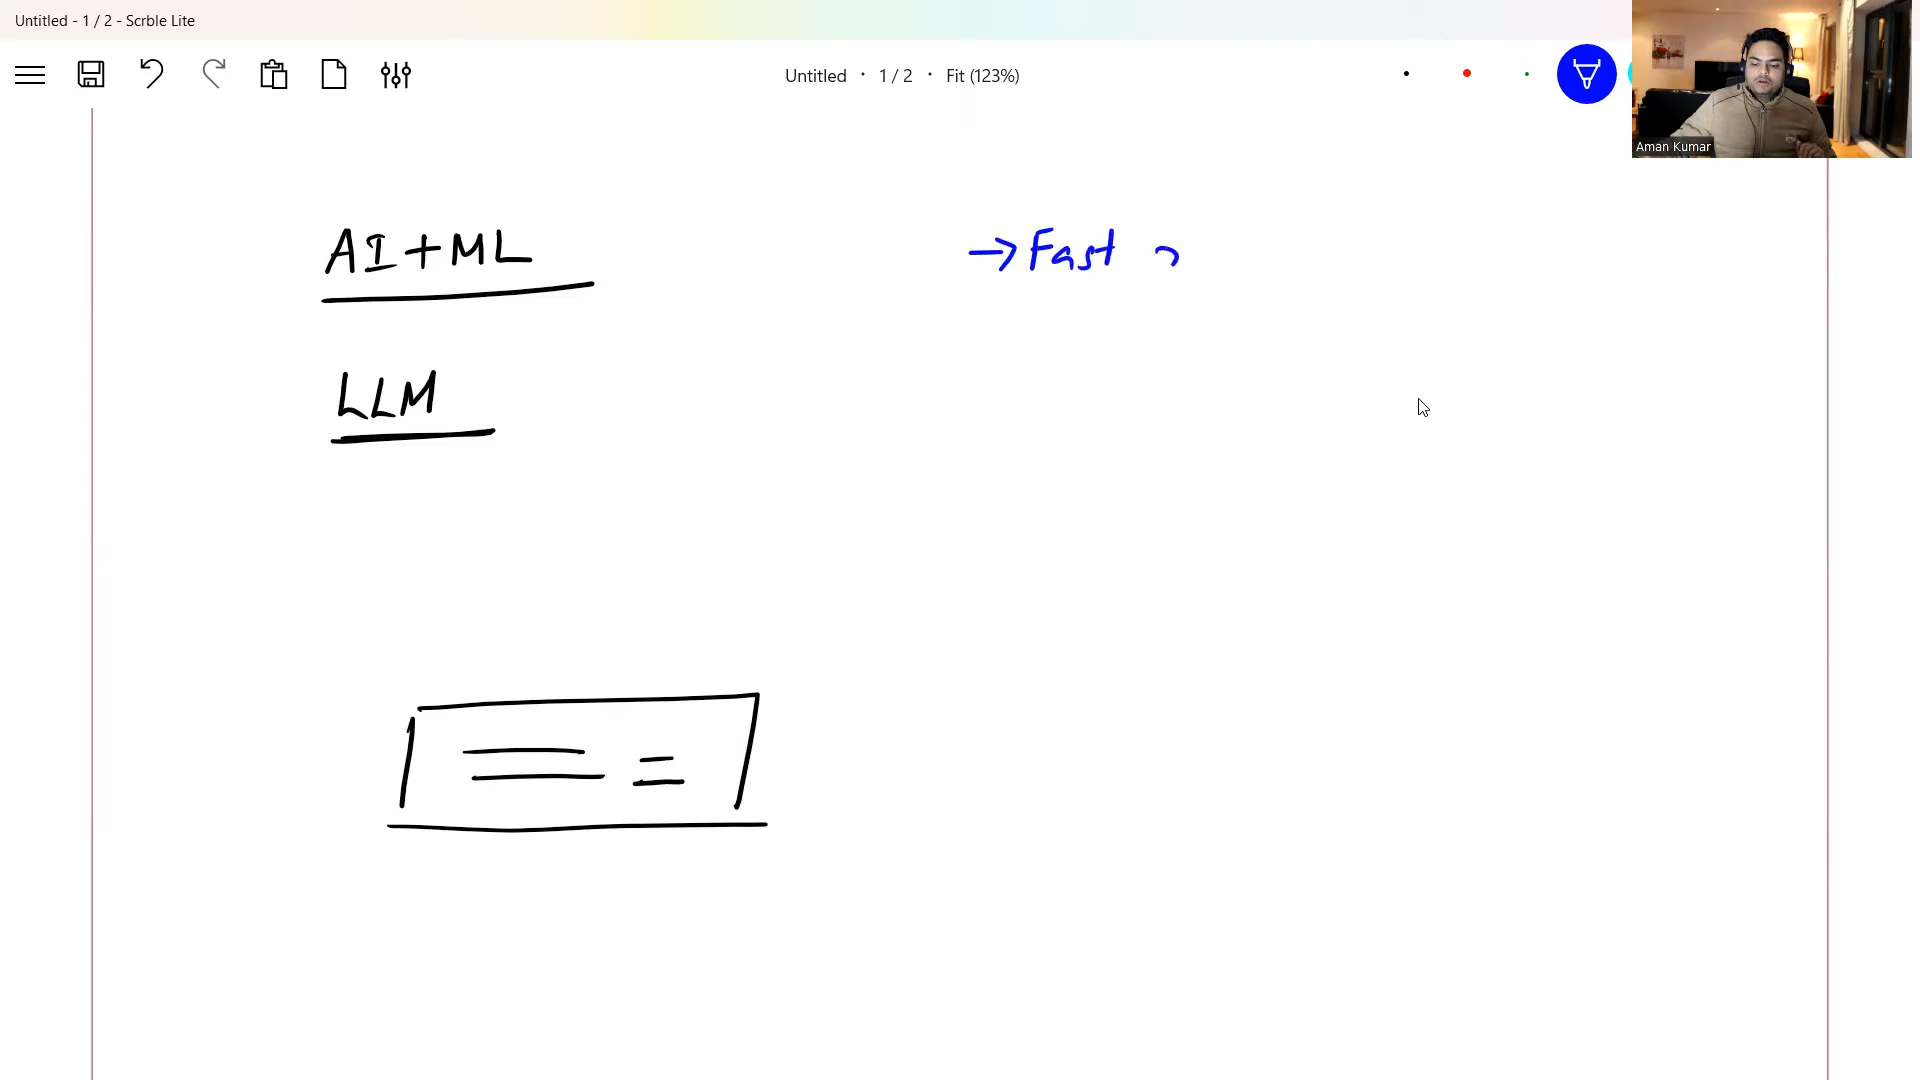 Untitled - 1 / 2 - Scrble Lite
Untitled · 1 / 2 · Fit (123%)
Aman Kumar
AI+ML
→Fast
LLM